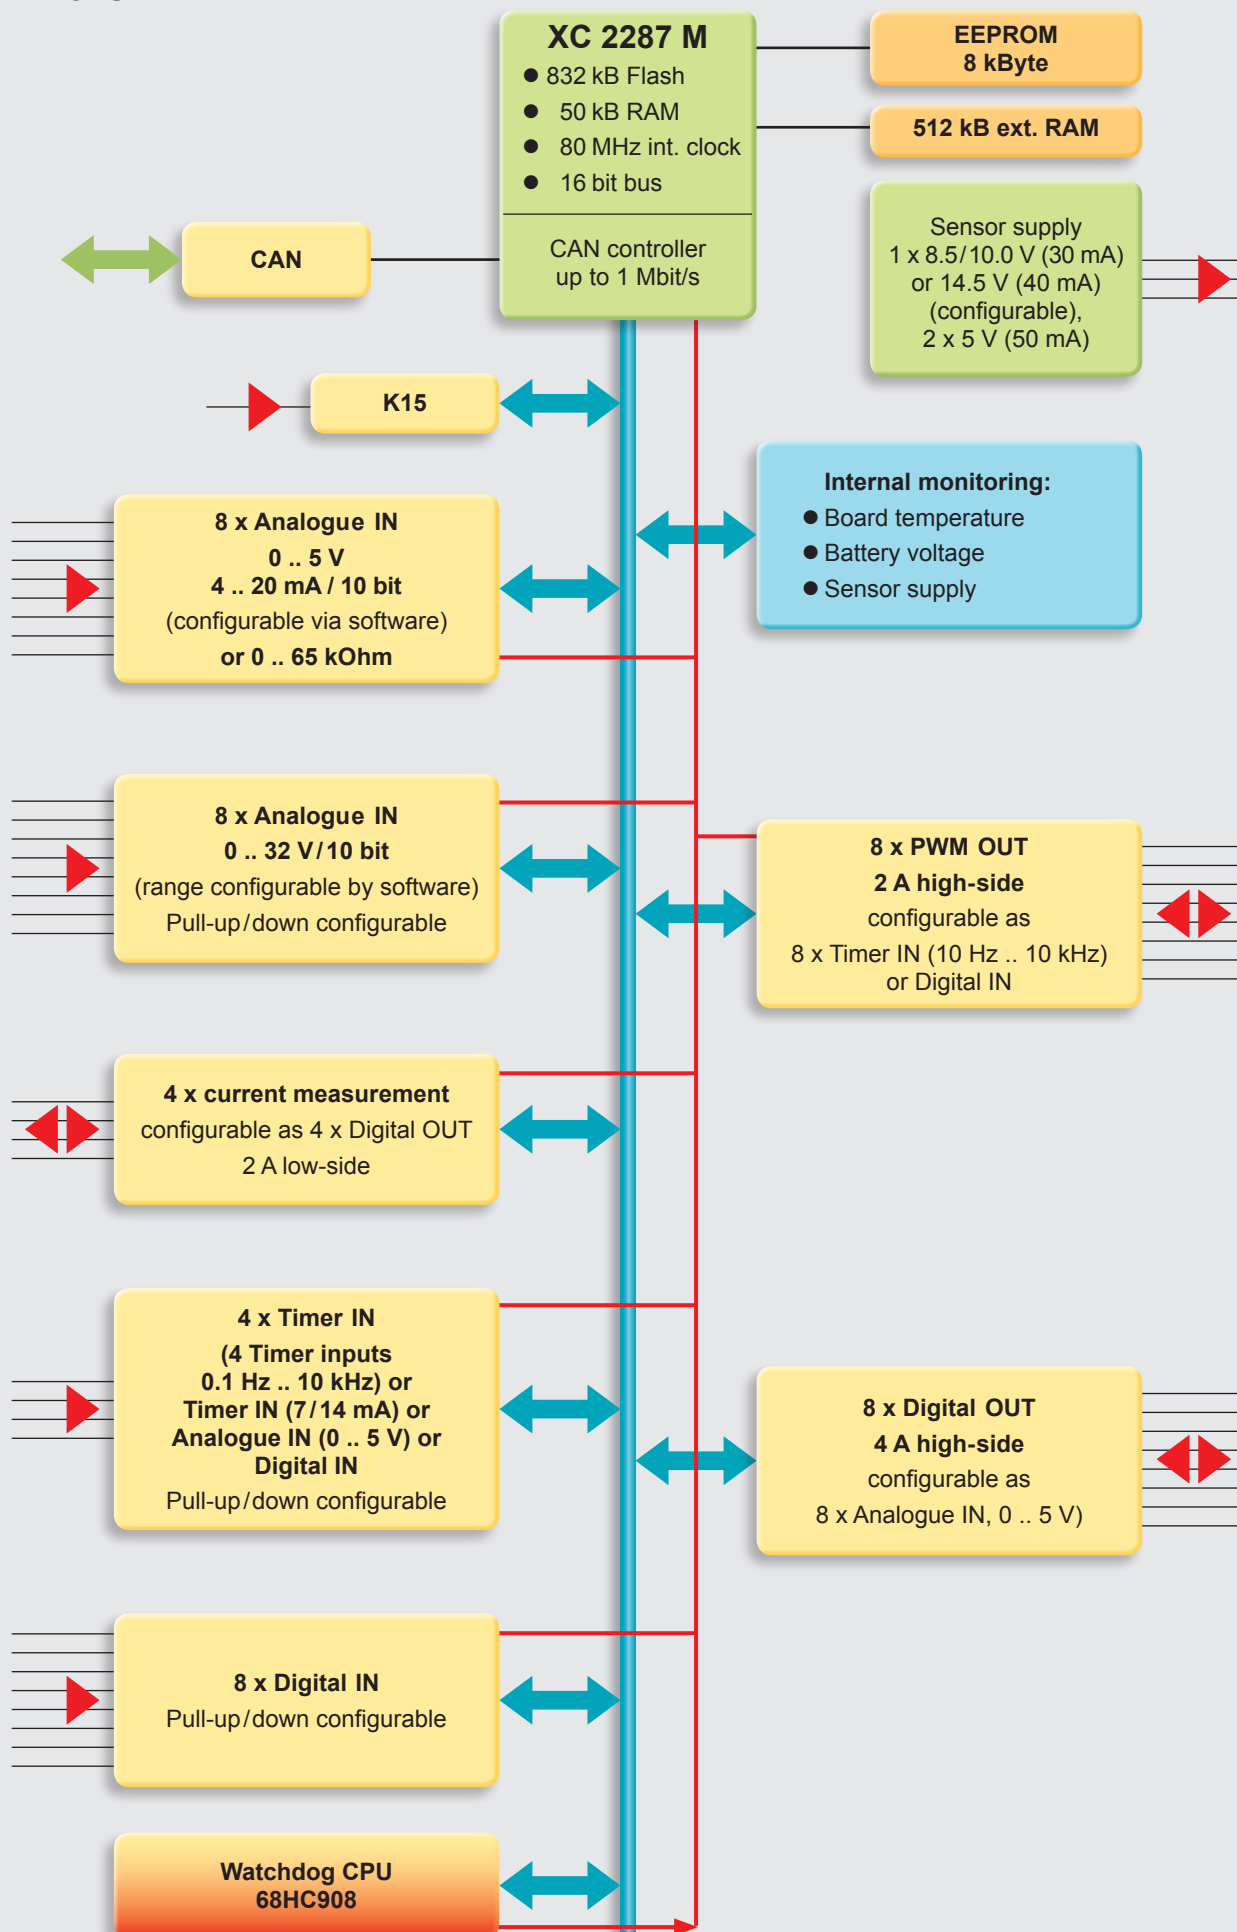 XC 2287 M
● 832 kB Flash
● 50 kB RAM
● 80 MHz int. clock
● 16 bit bus
CAN controller
up to 1 Mbit/s
EEPROM
8 kByte
512 kB ext. RAM
Sensor supply
1 x 8.5/10.0 V (30 mA)
or 14.5 V (40 mA)
(configurable),
2 x 5 V (50 mA)
CAN
K15
Internal monitoring:
● Board temperature
● Battery voltage
● Sensor supply
8 x Analogue IN
0 .. 5 V
4 .. 20 mA / 10 bit
(configurable via software)
or 0 .. 65 kOhm
8 x Analogue IN
0 .. 32 V/10 bit
(range configurable by software)
Pull-up/down configurable
8 x PWM OUT
2 A high-side
configurable as
8 x Timer IN (10 Hz .. 10 kHz)
or Digital IN
4 x current measurement
configurable as 4 x Digital OUT
2 A low-side
4 x Timer IN
(4 Timer inputs
0.1 Hz .. 10 kHz) or
Timer IN (7/14 mA) or
Analogue IN (0 .. 5 V) or
Digital IN
Pull-up/down configurable
8 x Digital OUT
4 A high-side
configurable as
8 x Analogue IN, 0 .. 5 V)
8 x Digital IN
Pull-up/down configurable
Watchdog CPU
68HC908